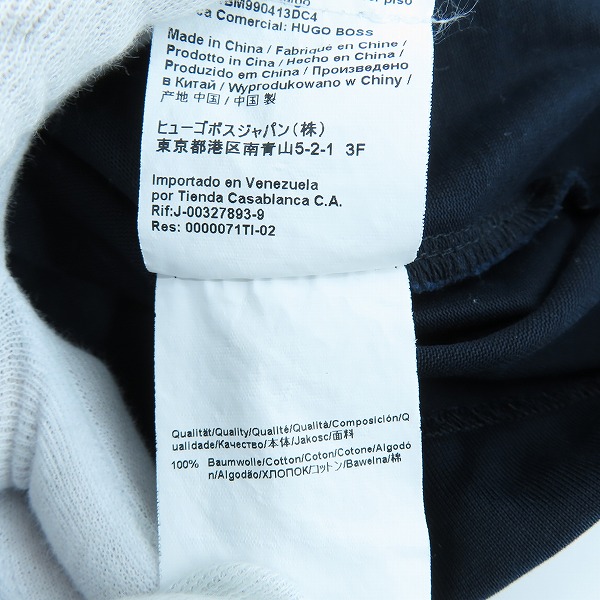 piso
BM990413DC4
a Comercial: HUGO BOSS
Made in China / Fabriqué en Chine /
Prodotto in Cina / Hecho en China /
Produzido em China / Произведено
в Китай / Wyprodukowano w Chiny /
产地 中国 / 中国 製
ヒューゴボスジャパン(株)
東京都港区南青山5-2-1 3F
Importado en Venezuela
por Tienda Casablanca C.A.
Rif:J-00327893-9
Res: 0000071TI-02
Qualität/Quality/Qualité/Qualità/Composición/Q
ualidade/Качество/本体/Jakosc/面料
100% Baumwolle/Cotton/Coton/Cotone/Algodó
n/Algodão/ХЛОПОК/コットン/Bawelna/棉